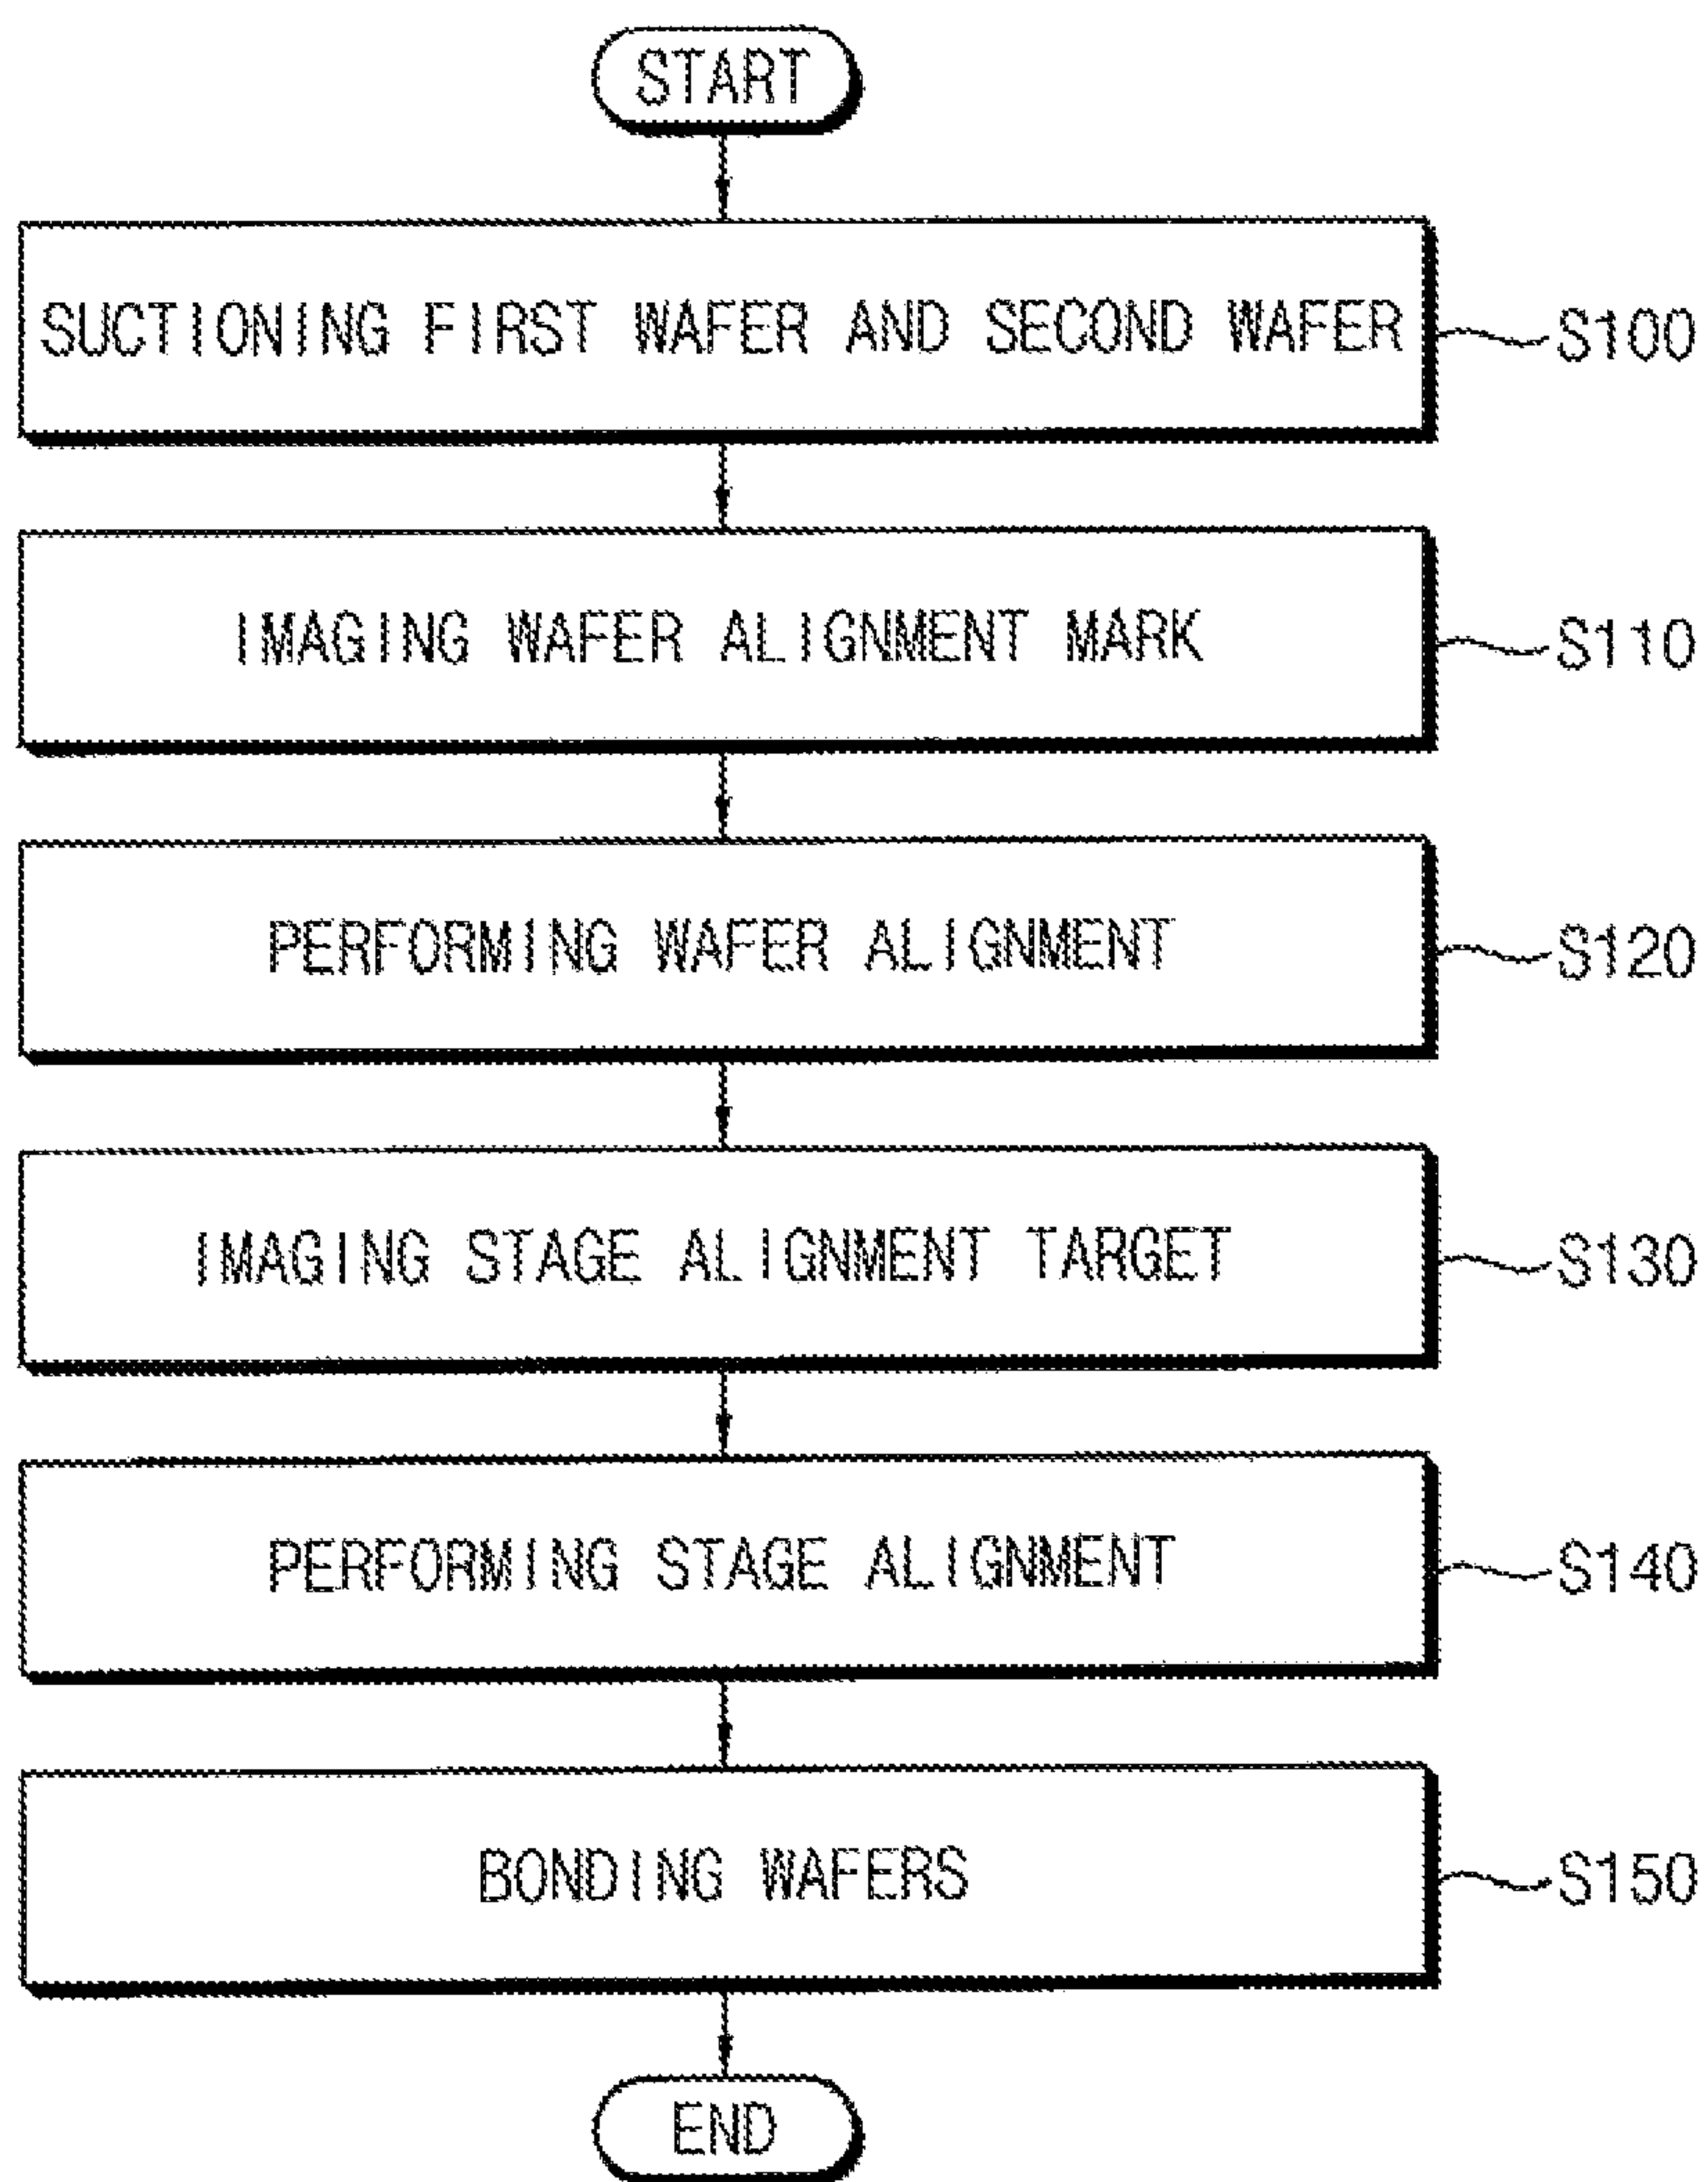 START
SUCTIONING FIRST WAFER AND SECOND WAFER
S100
IMAGING WAFER ALIGNMENT MARK
S110
PERFORMING WAFER ALIGNMENT
S120
IMAGING STAGE ALIGNMENT TARGET
S130
PERFORMING STAGE ALIGNMENT
S140
BONDING WAFERS
S150
END